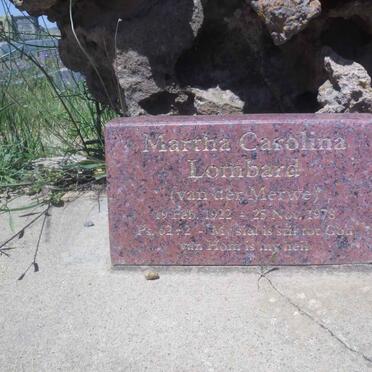 Martha Carolina
Lombard
(van der Merwe)
19 Feb. 1922 - 25 Nov. 1978
Ps. 62 : 2 - My siel is stil tot God
van Hom is my heil